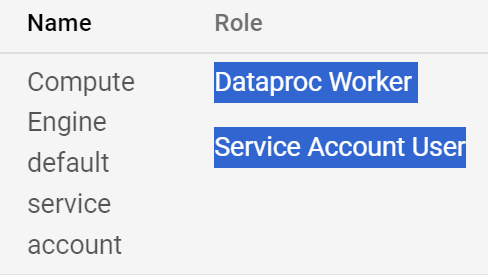 Name Role
Compute Dataproc Worker
Engine
default Service Account User
service
account